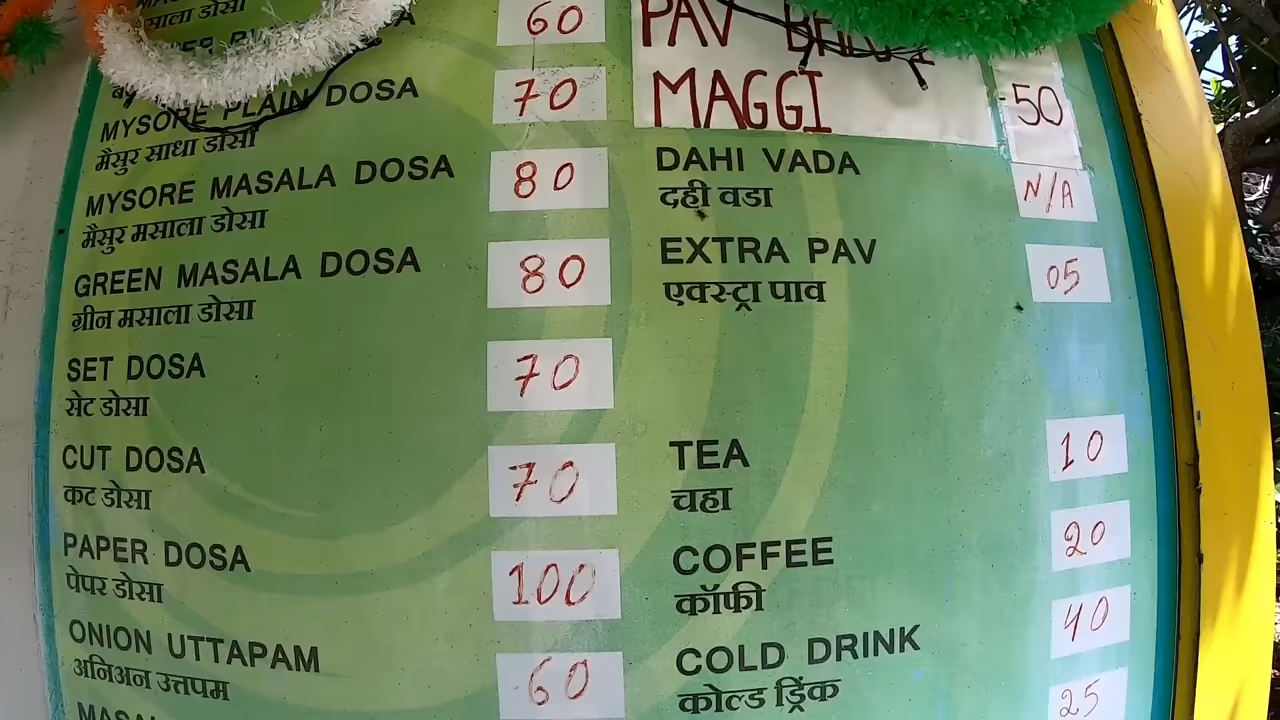 साला डोसा
60
MYSORE PLAIN DOSA 70
मैसुर साधा डोसा
MYSORE MASALA DOSA 80
मैसुर मसाला डोसा
GREEN MASALA DOSA 80
ग्रीन मसाला डोसा
SET DOSA 70
सेट डोसा
CUT DOSA 70
कट डोसा
PAPER DOSA 100
पेपर डोसा
ONION UTTAPAM 60
अनिअन उत्तपम
PAV
MAGGI 50
DAHI VADA N/A
दही वडा
EXTRA PAV 05
एक्स्ट्रा पाव
TEA 10
चहा
COFFEE 20
कॉफी
40
COLD DRINK
कोल्ड ड्रिंक 25